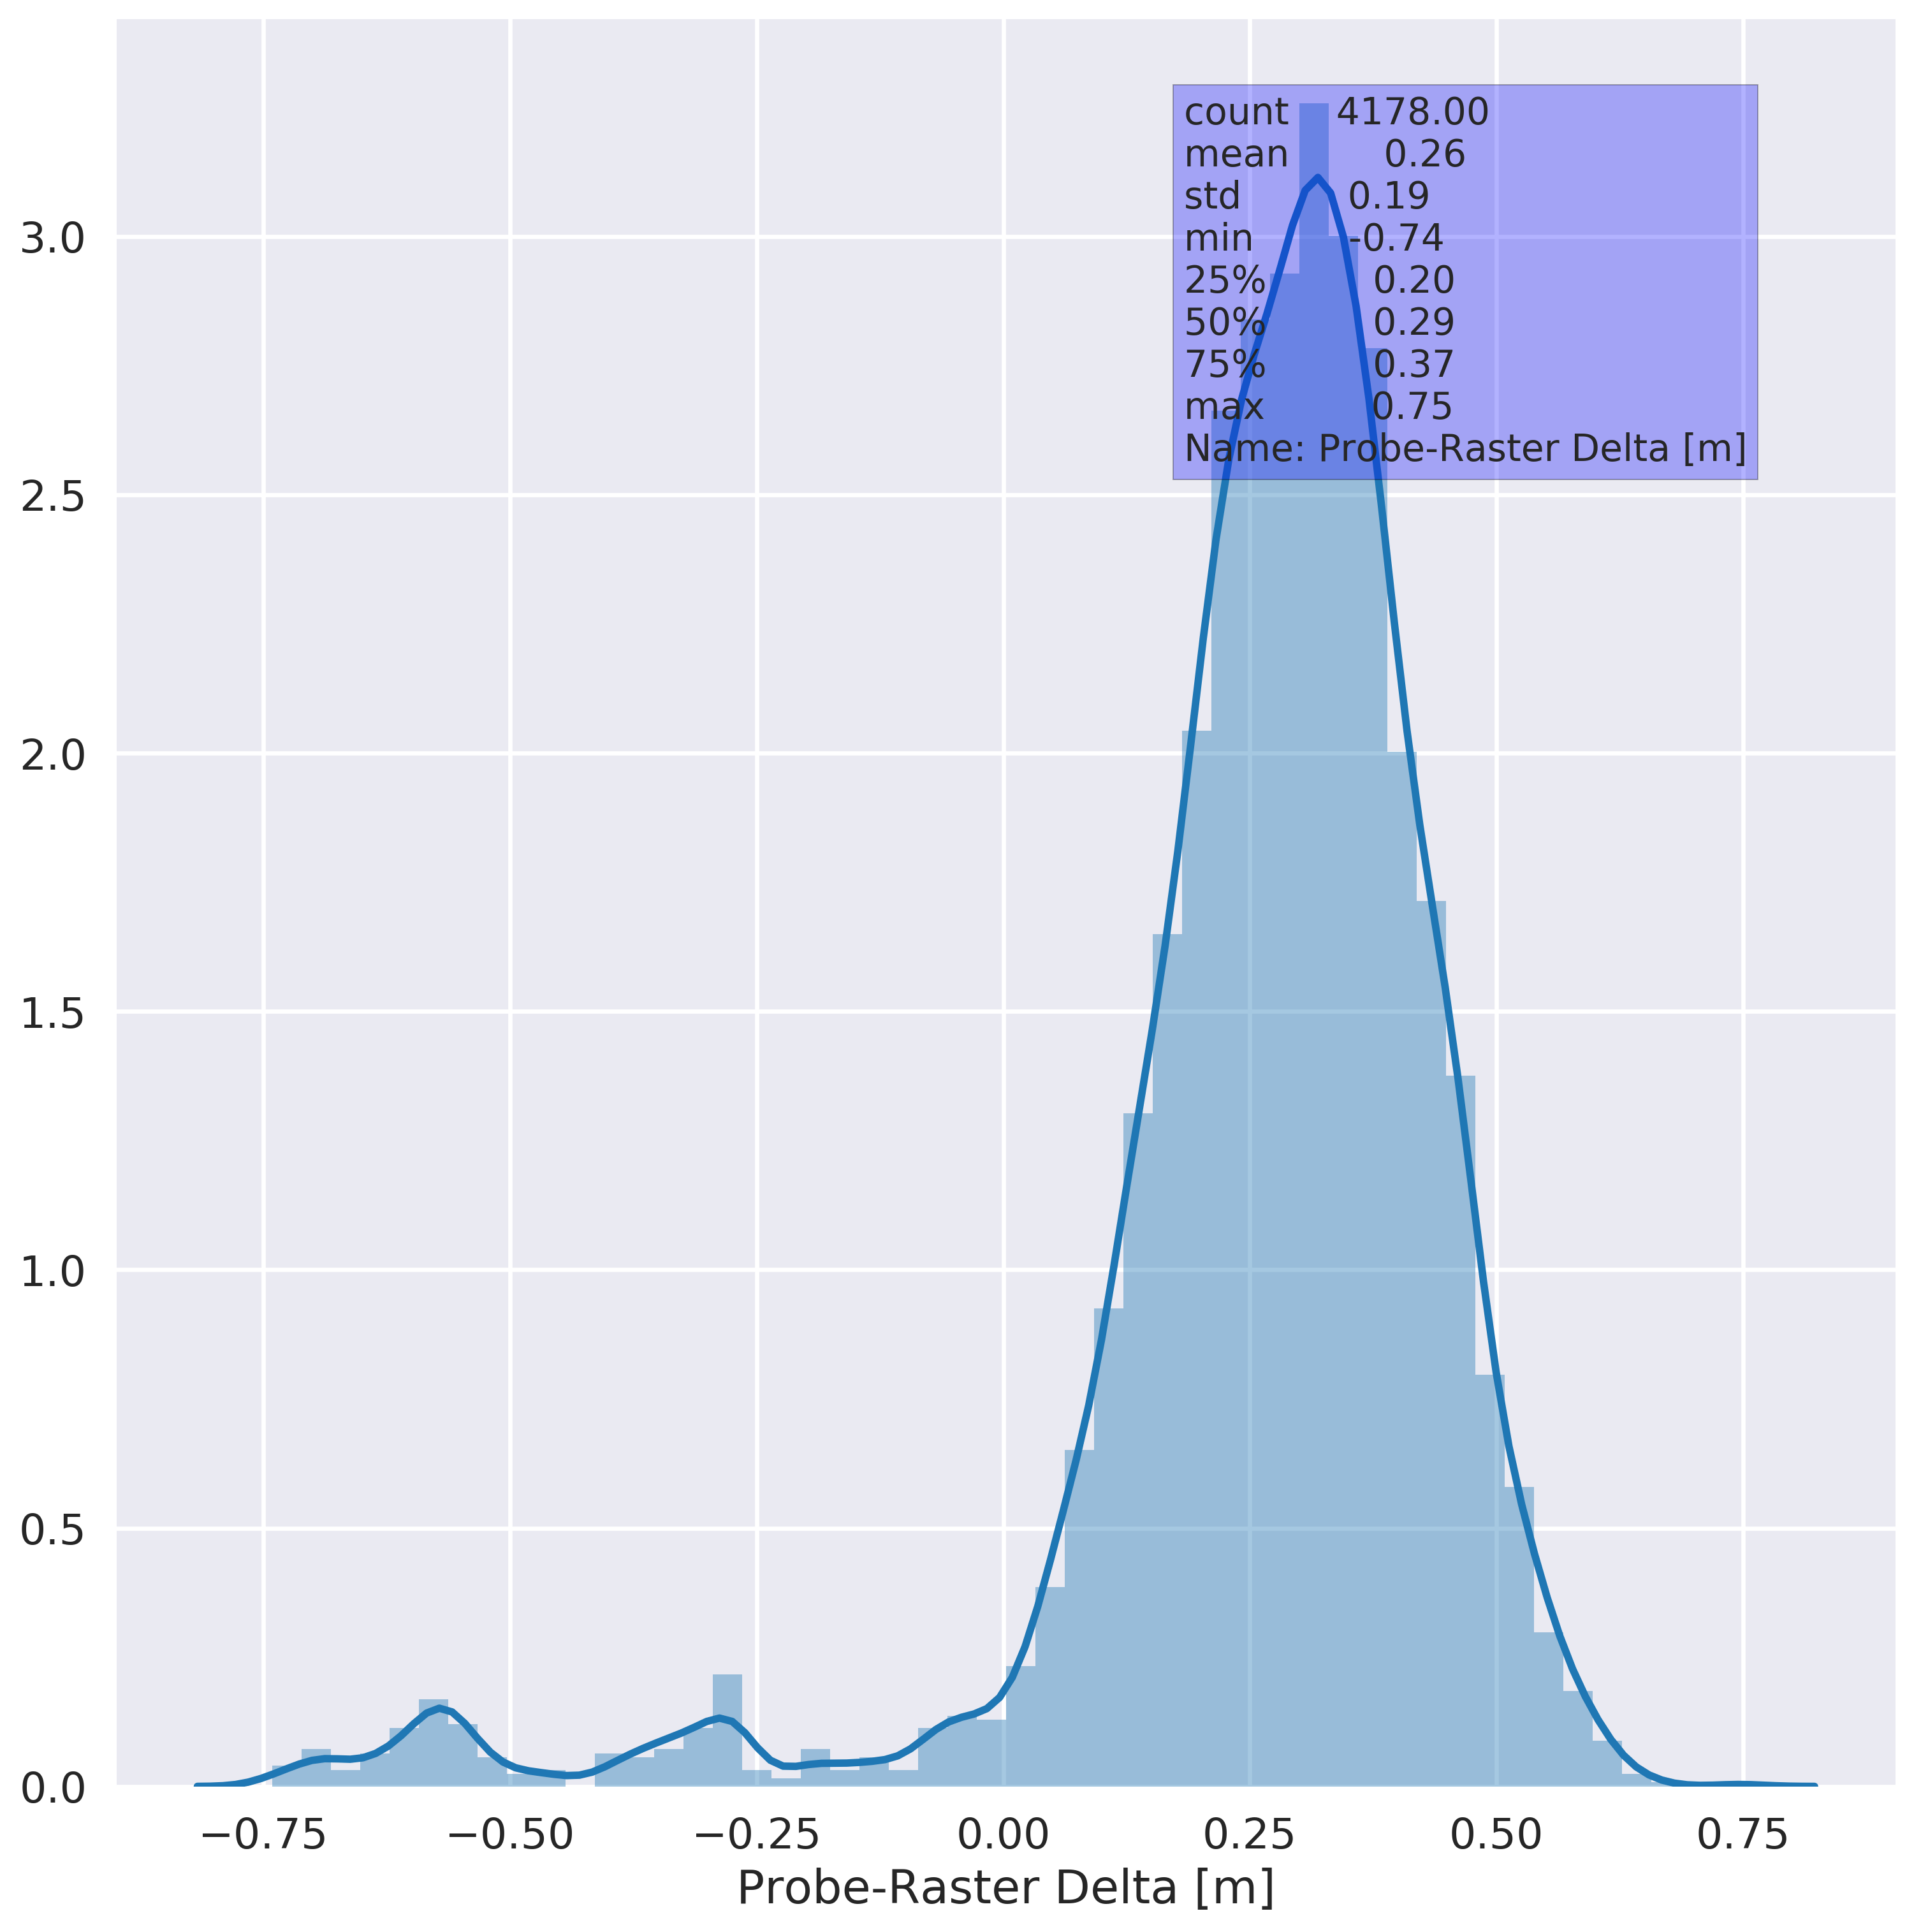 count 4178.00
mean 0.26
std 0.19
min -0.74
25% 0.20
50% 0.29
75% 0.37
max 0.75
Name: Probe-Raster Delta [m]
3.0
2.5
2.0
1.5
1.0
0.5
0.0
−0.75 −0.50 −0.25 0.00 0.25 0.50 0.75
Probe-Raster Delta [m]